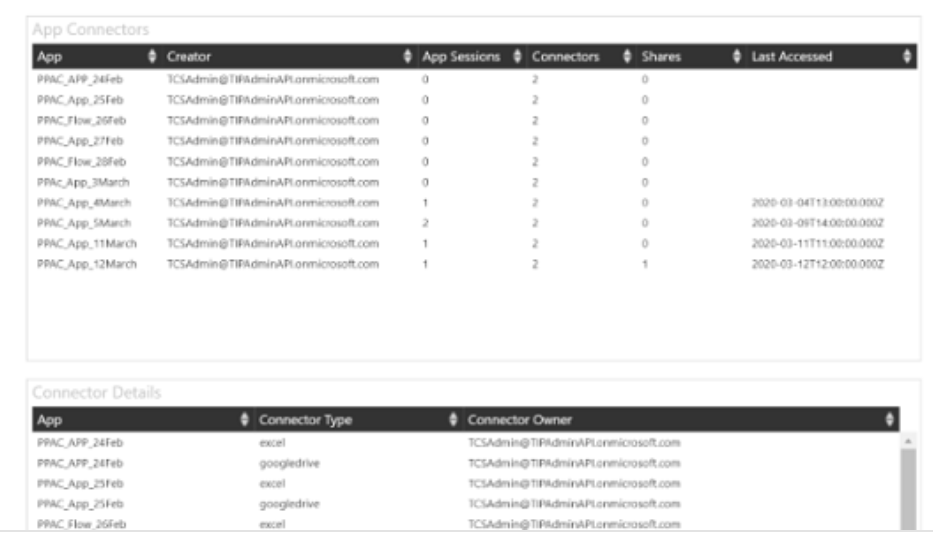 App Connectors
App Creator App Sessions Connectors Shares Last Accessed
PPAC_APP_24Feb TCSAdmin@TIPAdminAPI.onmicrosoft.com 0 2 0
PPAC_App_25Feb TCSAdmin@TIPAdminAPI.onmicrosoft.com 0 2 0
PPAC_Flow_26Feb TCSAdmin@TIPAdminAPI.onmicrosoft.com 0 2 0
PPAC_App_27Feb TCSAdmin@TIPAdminAPI.onmicrosoft.com 0 2 0
PPAC_Flow_28Feb TCSAdmin@TIPAdminAPI.onmicrosoft.com 0 2 0
PPAc_App_3March TCSAdmin@TIPAdminAPI.onmicrosoft.com 0 2 0
PPAC_App_4March TCSAdmin@TIPAdminAPI.onmicrosoft.com 1 2 0 2020-03-04T13:00:00.000Z
PPAC_App_5March TCSAdmin@TIPAdminAPI.onmicrosoft.com 2 2 0 2020-03-09T14:00:00.000Z
PPAC_App_11March TCSAdmin@TIPAdminAPI.onmicrosoft.com 1 2 0 2020-03-11T11:00:00.000Z
PPAC_App_12March TCSAdmin@TIPAdminAPI.onmicrosoft.com 1 2 1 2020-03-12T12:00:00.000Z
Connector Details
App Connector Type Connector Owner
PPAC_APP_24Feb excel TCSAdmin@TIPAdminAPI.onmicrosoft.com
PPAC_APP_24Feb googledrive TCSAdmin@TIPAdminAPI.onmicrosoft.com
PPAC_App_25Feb excel TCSAdmin@TIPAdminAPI.onmicrosoft.com
PPAC_App_25Feb googledrive TCSAdmin@TIPAdminAPI.onmicrosoft.com
PPAC_Flow_26Feb excel TCSAdmin@TIPAdminAPI.onmicrosoft.com